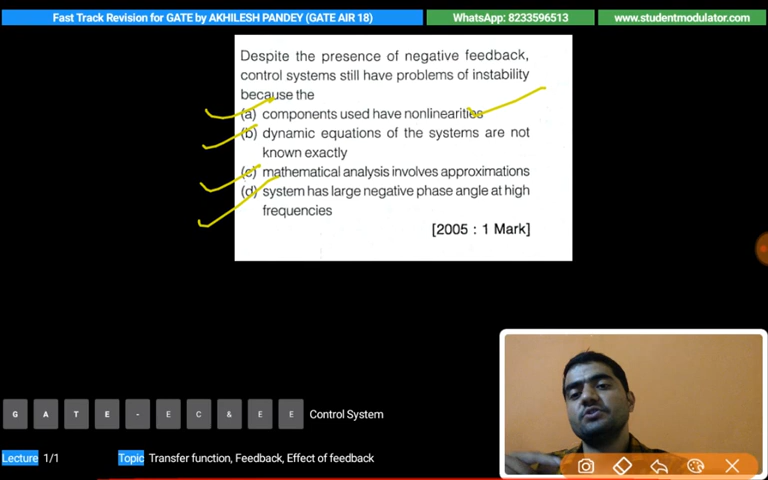 Fast Track Revision for GATE by AKHILESH PANDEY (GATE AIR 18) WhatsApp: 8233596513 www.studentmodulator.com
Despite the presence of negative feedback,
control systems still have problems of instability
because the
(a) components used have nonlinearities
(b) dynamic equations of the systems are not
known exactly
(c) mathematical analysis involves approximations
(d) system has large negative phase angle at high
frequencies
[2005 : 1 Mark]
G A T E - E C & E E Control System
Lecture 1/1 Topic Transfer function, Feedback, Effect of feedback